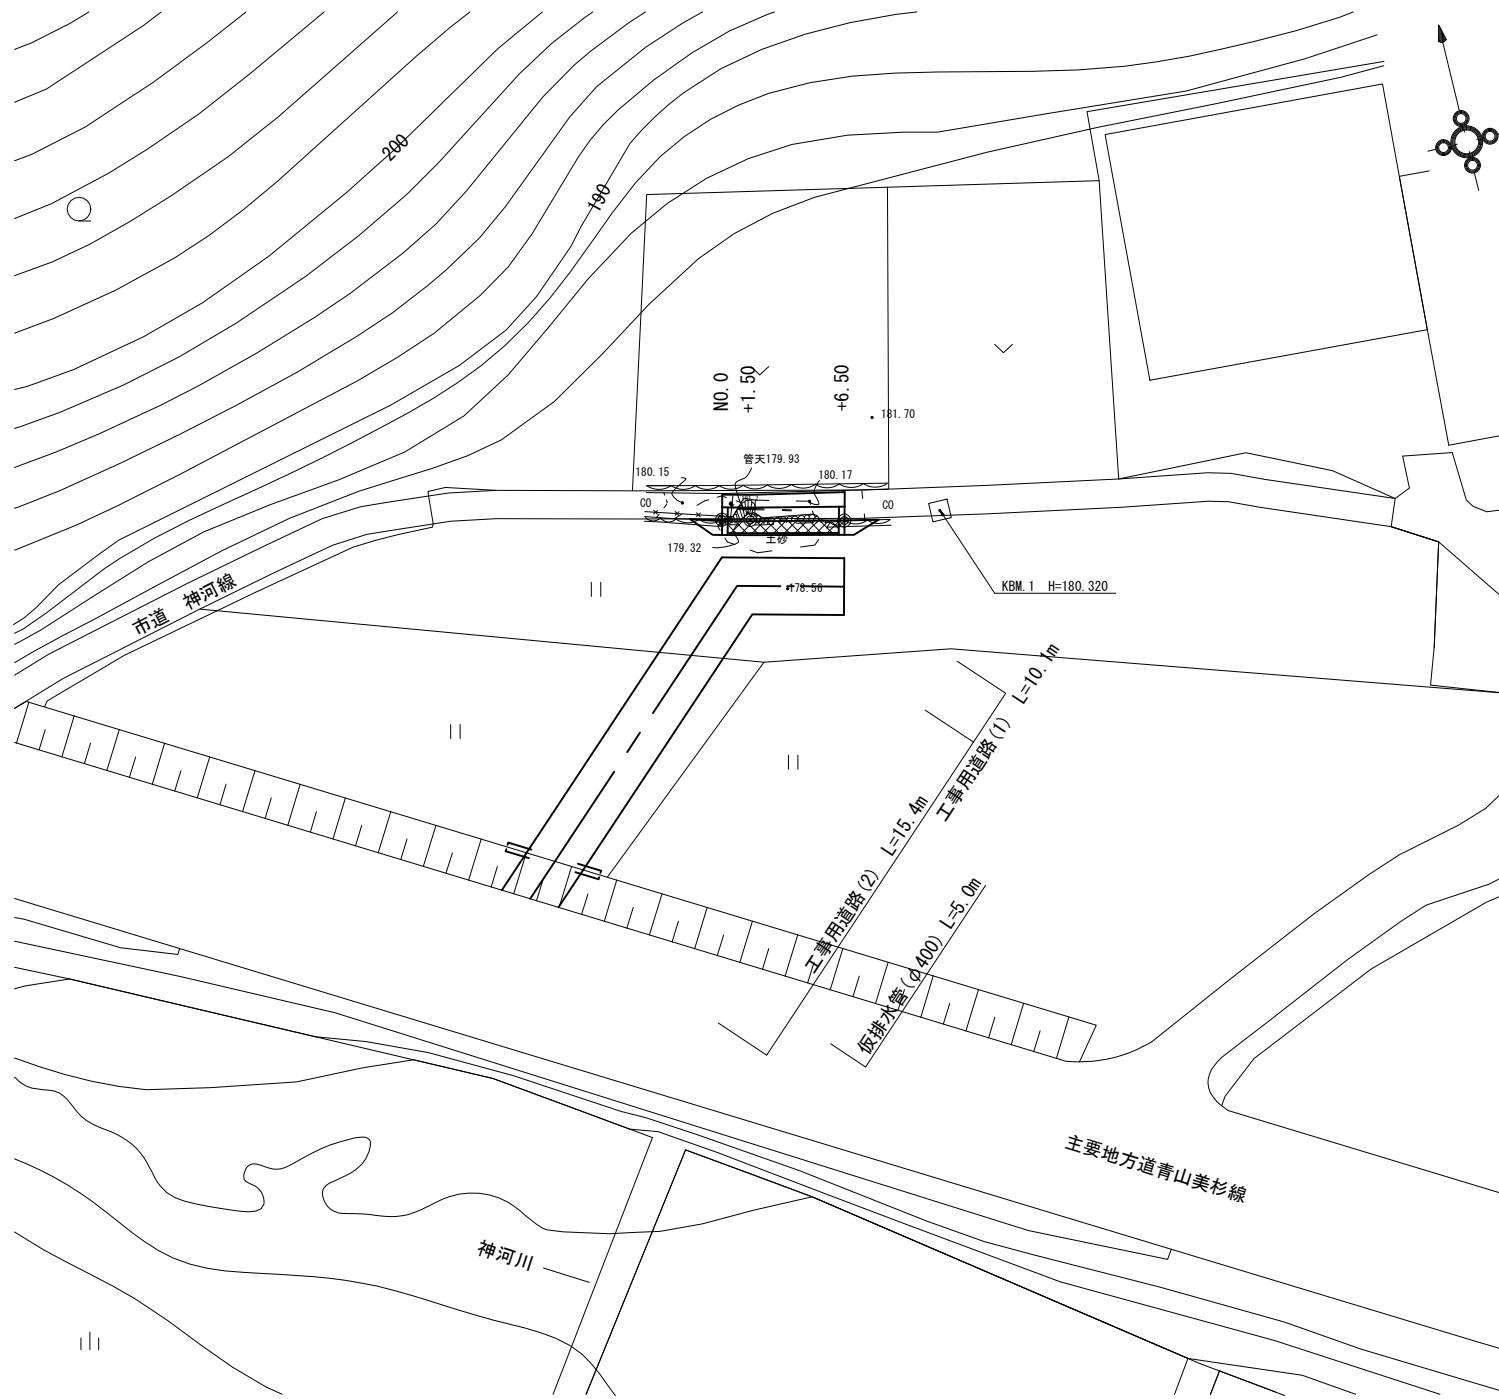 200
190
NO.0
+1.50
+6.50
181.70
管天179.93
180.15
180.17
CO
CO
179.32
土砂
178.56
KBM.1 H=180.320
市道 神河線
工事用道路(1) L=10.1m
工事用道路(2) L=15.4m
仮排水管(φ400) L=5.0m
主要地方道青山美杉線
神河川